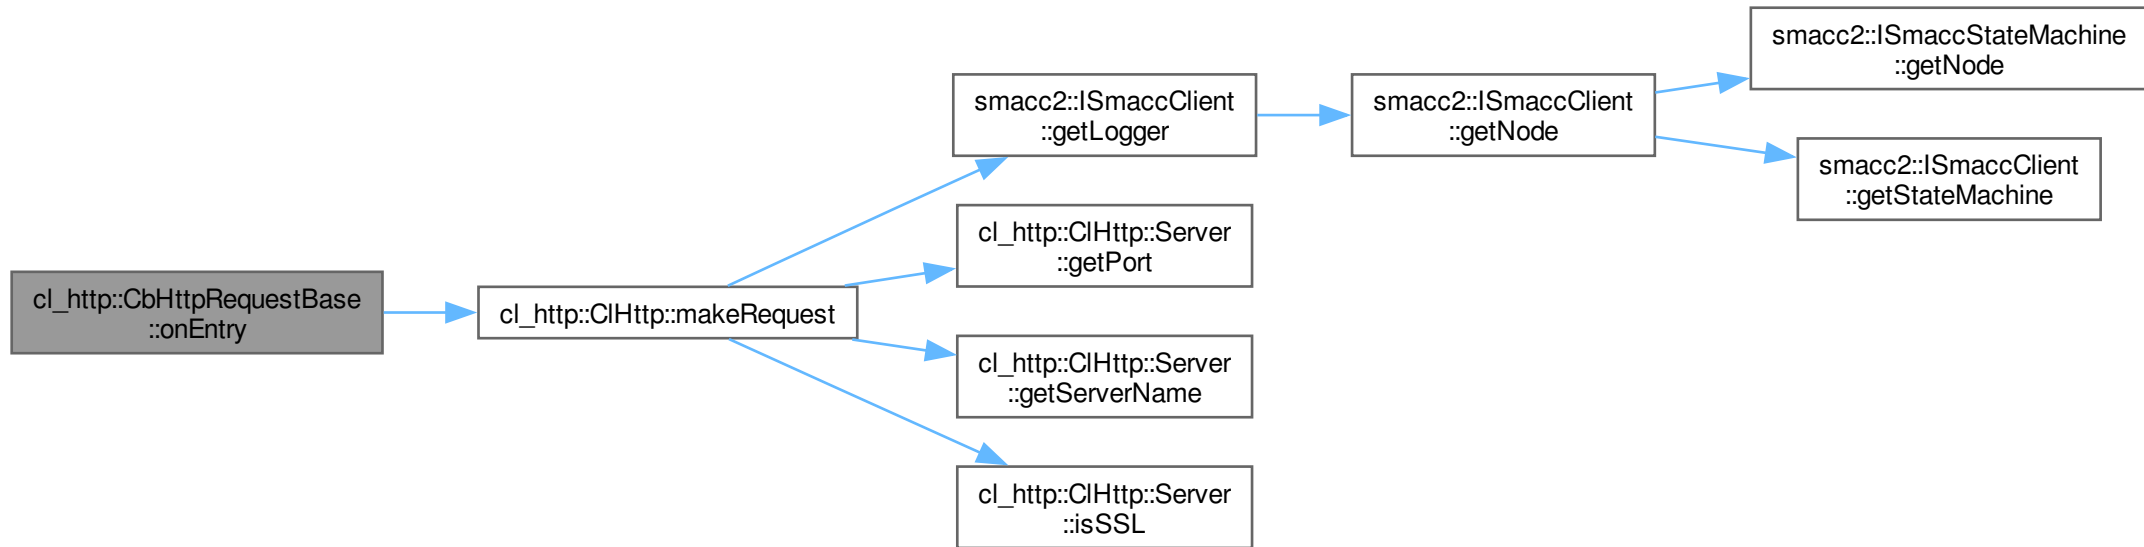 cl_http::CbHttpRequestBase
::onEntry
cl_http::ClHttp::makeRequest
smacc2::ISmaccClient
::getLogger
cl_http::ClHttp::Server
::getPort
cl_http::ClHttp::Server
::getServerName
cl_http::ClHttp::Server
::isSSL
smacc2::ISmaccClient
::getNode
smacc2::ISmaccStateMachine
::getNode
smacc2::ISmaccClient
::getStateMachine